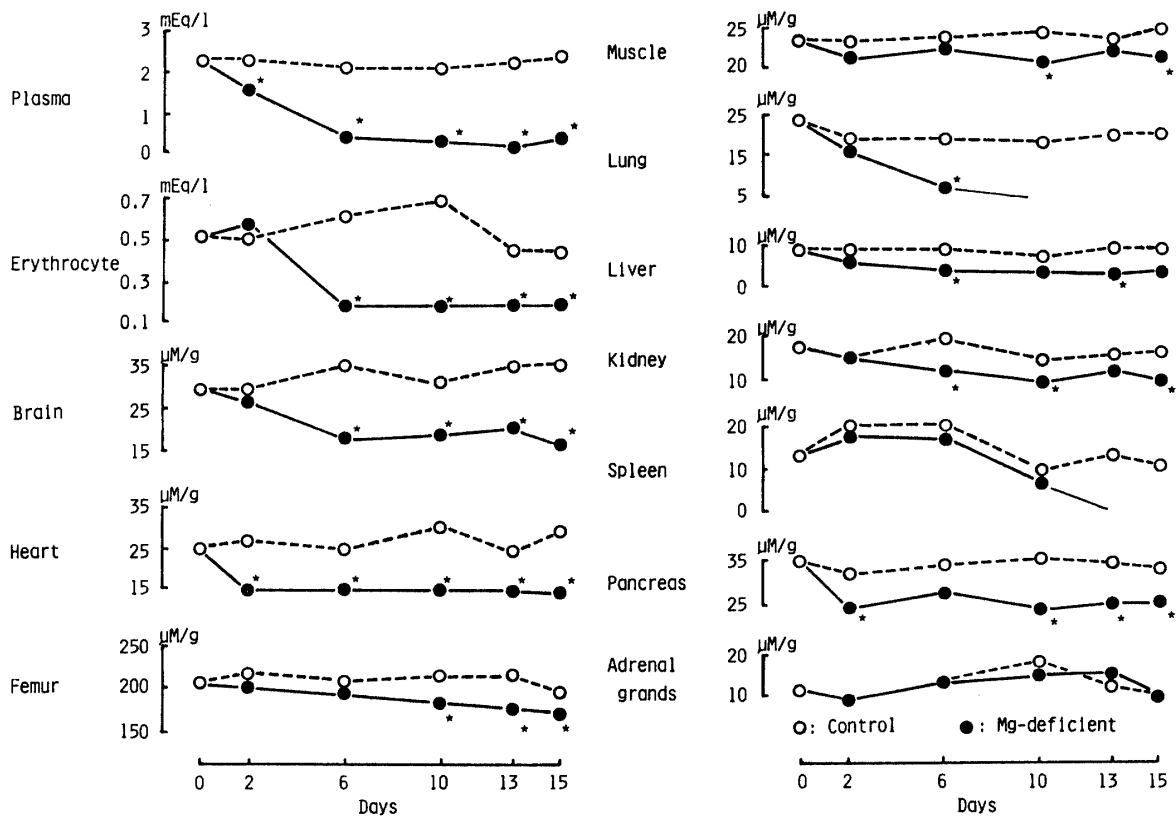 mEq/l
3
2
Plasma
1
0
mEq/l
0.7
0.5
Erythrocyte
0.3
0.1
µM/g
35
25
Brain
15
µM/g
35
Heart
25
15
µM/g
250
Femur
200
150
0 2 6 10 13 15
Days
µM/g
Muscle
25
20
µM/g
25
Lung
15
5
µM/g
10
Liver
0
µM/g
20
Kidney
10
µM/g
20
Spleen
10
0
µM/g
35
Pancreas
25
µM/g
Adrenal
20
grands
10
○: Control ●: Mg-deficient
0 2 6 10 13 15
Days